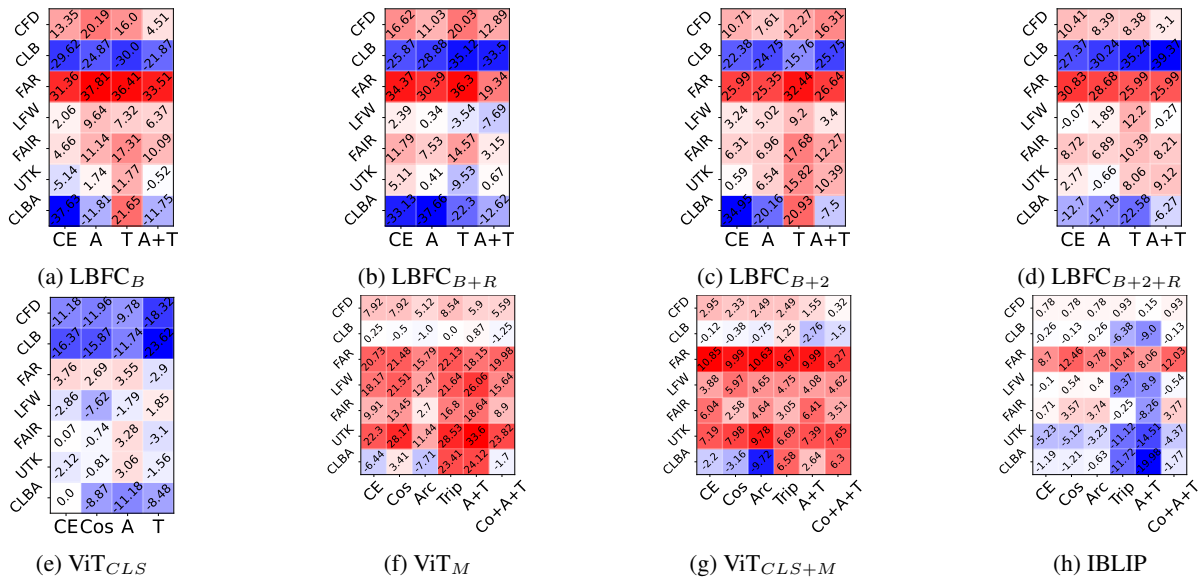 CFD 13.35 20.19 16.0 4.51
CLB -29.62 -24.87 -30.0 -21.87
FAR 31.36 37.81 36.41 33.51
LFW 2.06 9.64 7.32 6.37
FAIR 4.66 11.14 17.31 10.09
UTK -5.14 1.74 11.77 -0.52
CLBA -37.63 -11.81 21.65 -11.75
CE A T A+T
(a) LBFC_B
CFD 16.62 11.03 20.03 12.89
CLB -25.87 -28.88 -35.12 -33.5
FAR 34.37 30.39 36.3 19.34
LFW 2.39 0.34 -3.54 -7.69
FAIR 11.79 7.53 14.57 3.15
UTK 5.11 0.41 -9.53 0.67
CLBA -33.13 -37.66 -22.3 -12.62
CE A T A+T
(b) LBFC_{B+R}
CFD 10.71 7.61 12.27 16.31
CLB -22.38 -24.75 -15.76 -25.75
FAR 25.99 25.35 32.44 26.64
LFW 3.24 5.02 9.2 3.4
FAIR 6.31 6.96 17.68 12.27
UTK 0.59 6.54 15.82 10.39
CLBA -34.95 -20.16 20.93 -7.5
CE A T A+T
(c) LBFC_{B+2}
CFD 10.41 8.39 8.38 3.1
CLB -27.37 -30.24 -35.24 -39.37
FAR 30.83 28.68 25.99 25.99
LFW -0.07 1.89 12.2 -0.27
FAIR 8.72 6.89 10.39 8.21
UTK 2.77 -0.66 8.06 9.12
CLBA -12.7 -17.18 -22.58 -6.27
CE A T A+T
(d) LBFC_{B+2+R}
CFD -11.18 -11.96 -9.78 -18.32
CLB -16.37 -15.87 -11.74 -23.62
FAR 3.76 2.69 3.55 -2.9
LFW -2.86 -7.62 -1.79 1.85
FAIR 0.07 -0.74 3.28 -3.1
UTK -2.12 -0.81 3.06 -1.56
CLBA 0.0 -8.87 -11.18 -8.48
CE Cos A T
(e) ViT_{CLS}
CFD 7.92 7.92 5.12 8.54 5.9 5.59
CLB 0.25 -0.5 -1.0 0.0 0.87 -1.25
FAR 20.73 21.48 15.79 22.13 18.15 19.98
LFW 18.17 21.51 12.47 24.64 26.06 15.64
FAIR 9.91 13.45 2.7 16.8 18.64 8.9
UTK 22.3 28.17 11.44 28.53 33.6 23.82
CLBA -6.44 3.41 -7.71 23.41 24.12 -1.7
CE Cos Arc Trip A+T Co+A+T
(f) ViT_M
CFD 2.95 2.33 2.49 2.49 1.55 0.32
CLB -0.12 -0.38 -0.75 1.25 -2.76 -1.5
FAR 10.85 9.99 10.63 9.67 9.99 8.27
LFW 3.88 5.97 4.65 4.75 4.08 4.62
FAIR 6.04 2.58 4.64 3.05 6.41 3.51
UTK 7.19 7.98 9.78 6.69 7.39 7.65
CLBA -2.2 -3.16 -9.72 6.58 2.64 6.3
CE Cos Arc Trip A+T Co+A+T
(g) ViT_{CLS+M}
CFD 0.78 0.78 0.78 0.93 0.15 0.93
CLB -0.26 -0.13 -0.26 -6.38 -9.0 -0.12
FAR 8.7 12.46 9.78 10.41 8.06 12.03
LFW -0.1 0.54 0.4 -9.37 -8.9 -0.54
FAIR 0.71 3.57 3.74 -0.25 -8.26 3.77
UTK -5.23 -5.12 -3.23 -11.12 -14.51 -4.37
CLBA -1.19 -1.21 -0.63 -11.72 -19.78 -1.77
CE Cos Arc Trip A+T Co+A+T
(h) IBLIP